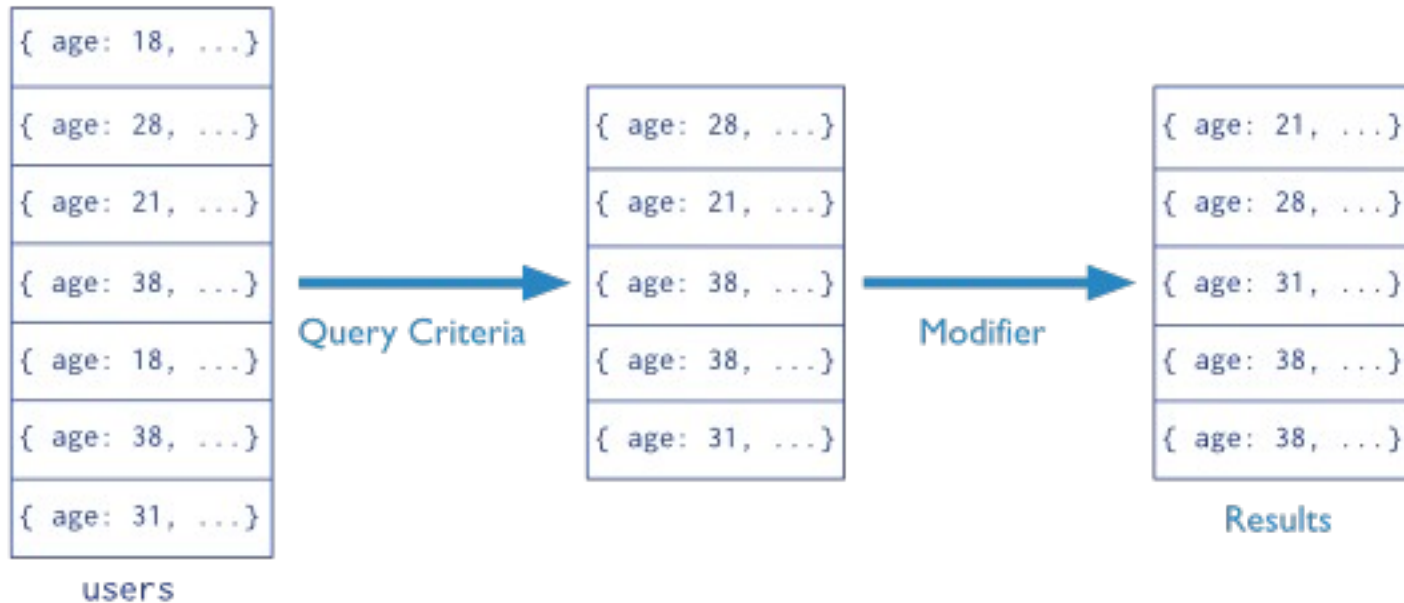 { age: 18, ...}
{ age: 28, ...}
{ age: 21, ...}
{ age: 38, ...}
{ age: 18, ...}
{ age: 38, ...}
{ age: 31, ...}
users
Query Criteria
{ age: 28, ...}
{ age: 21, ...}
{ age: 38, ...}
{ age: 38, ...}
{ age: 31, ...}
Modifier
{ age: 21, ...}
{ age: 28, ...}
{ age: 31, ...}
{ age: 38, ...}
{ age: 38, ...}
Results